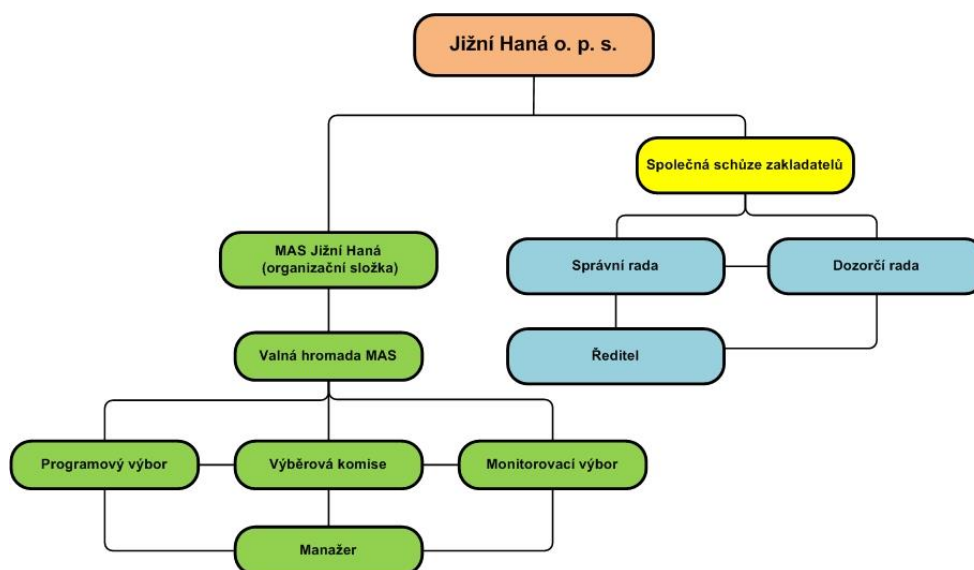 Jižní Haná o. p. s.
Společná schůze zakladatelů
MAS Jižní Haná
(organizační složka)
Správní rada
Dozorčí rada
Valná hromada MAS
Ředitel
Programový výbor
Výběrová komise
Monitorovací výbor
Manažer